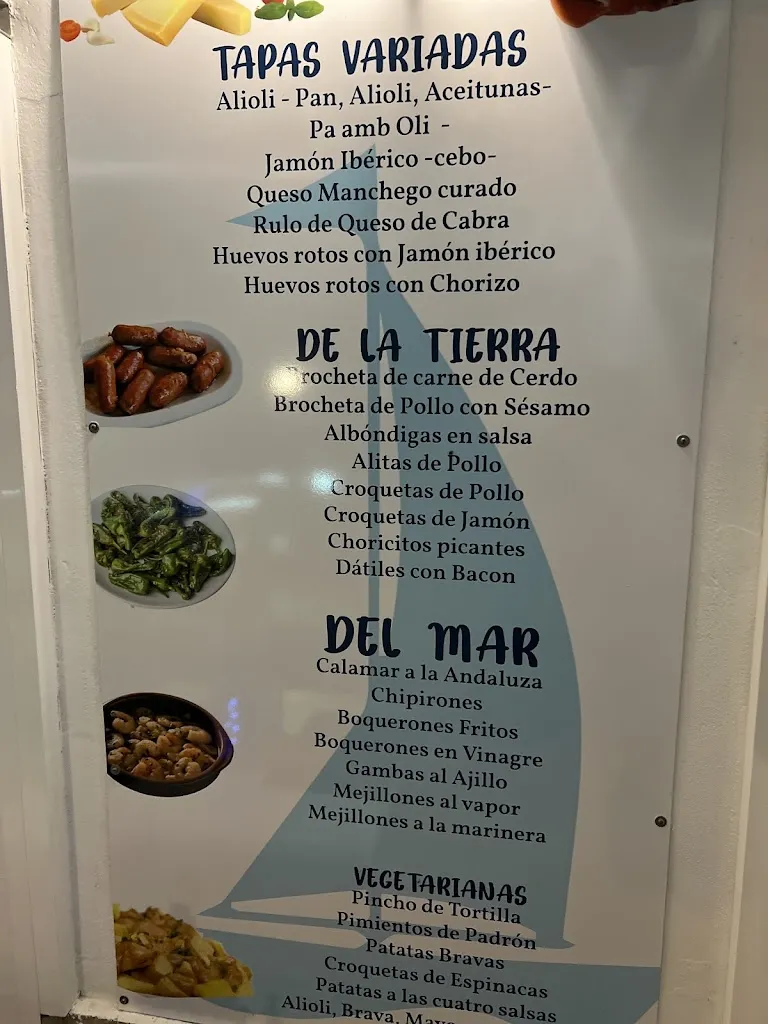 TAPAS VARIADAS
Alioli - Pan, Alioli, Aceitunas-
Pa amb Oli -
Jamón Ibérico -cebo-
Queso Manchego curado
Rulo de Queso de Cabra
Huevos rotos con Jamón ibérico
Huevos rotos con Chorizo
DE LA TIERRA
Brocheta de carne de Cerdo
Brocheta de Pollo con Sésamo
Albóndigas en salsa
Alitas de Pollo
Croquetas de Pollo
Croquetas de Jamón
Choricitos picantes
Dátiles con Bacon
DEL MAR
Calamar a la Andaluza
Chipirones
Boquerones Fritos
Boquerones en Vinagre
Gambas al Ajillo
Mejillones al vapor
Mejillones a la marinera
VEGETARIANAS
Pincho de Tortilla
Pimientos de Padrón
Patatas Bravas
Croquetas de Espinacas
Patatas a las cuatro salsas
Alioli, Brava,